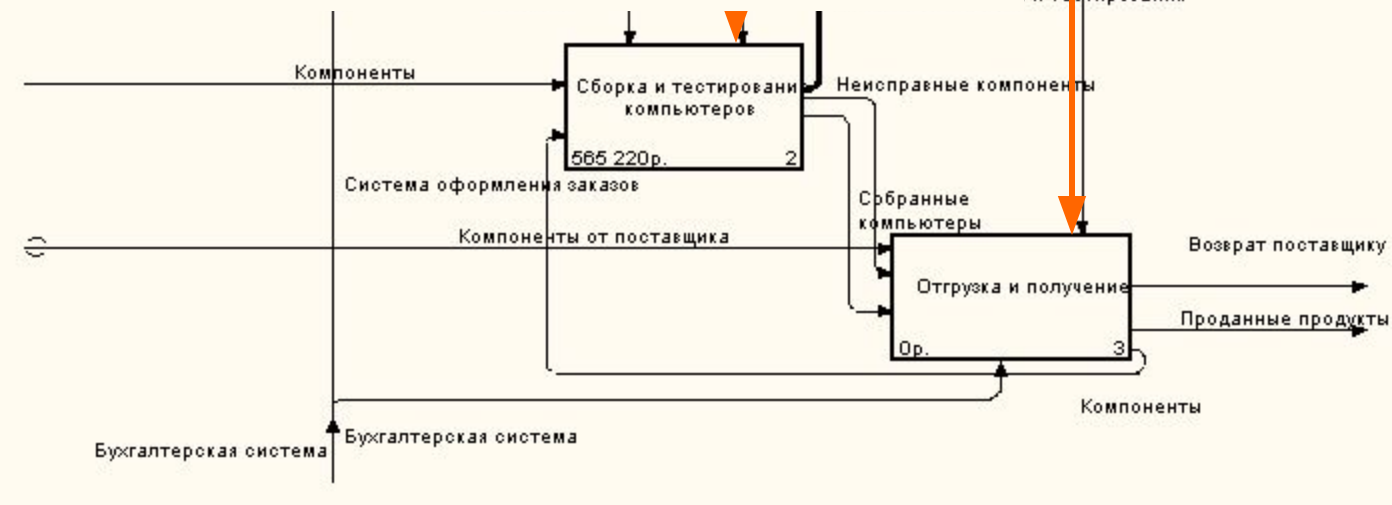 Компоненты
Сборка и тестировани
компьютеров
565 220р.
2
Неисправные компоненты
Система оформления заказов
Собранные
компьютеры
Компоненты от поставщика
Возврат поставщику
Отгрузка и получение
Проданные продукты
0р.
3
Компоненты
Бухгалтерская система
Бухгалтерская система